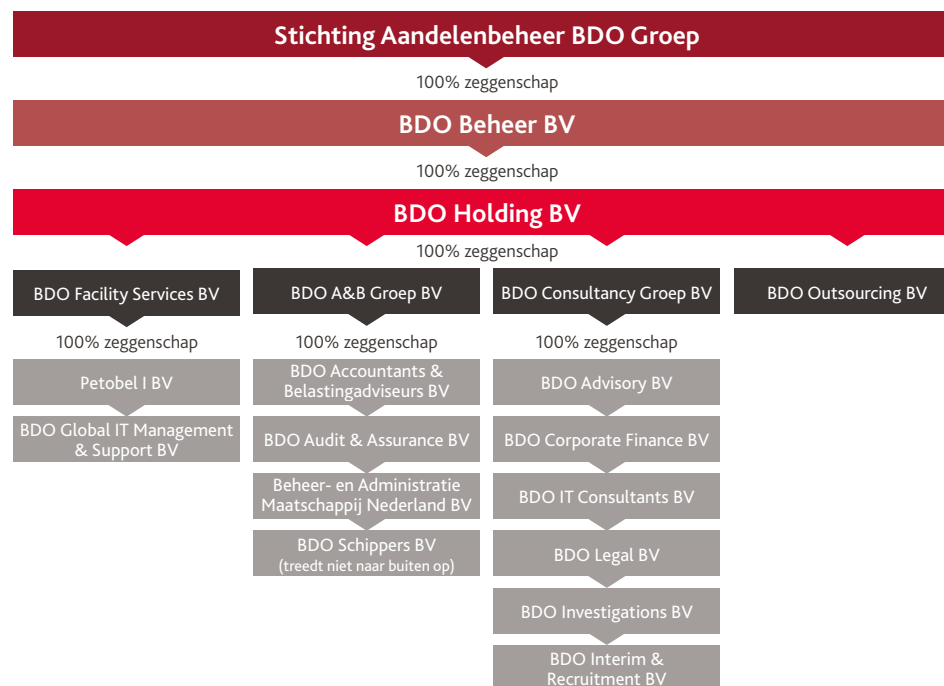 Stichting Aandelenbeheer BDO Groep
100% zeggenschap
BDO Beheer BV
100% zeggenschap
BDO Holding BV
100% zeggenschap
BDO Facility Services BV
100% zeggenschap
Petobel I BV
BDO Global IT Management
& Support BV
BDO A&B Groep BV
100% zeggenschap
BDO Accountants &
Belastingadviseurs BV
BDO Audit & Assurance BV
Beheer- en Administratie
Maatschappij Nederland BV
BDO Schippers BV
(treedt niet naar buiten op)
BDO Consultancy Groep BV
100% zeggenschap
BDO Advisory BV
BDO Corporate Finance BV
BDO IT Consultants BV
BDO Legal BV
BDO Investigations BV
BDO Interim &
Recruitment BV
BDO Outsourcing BV